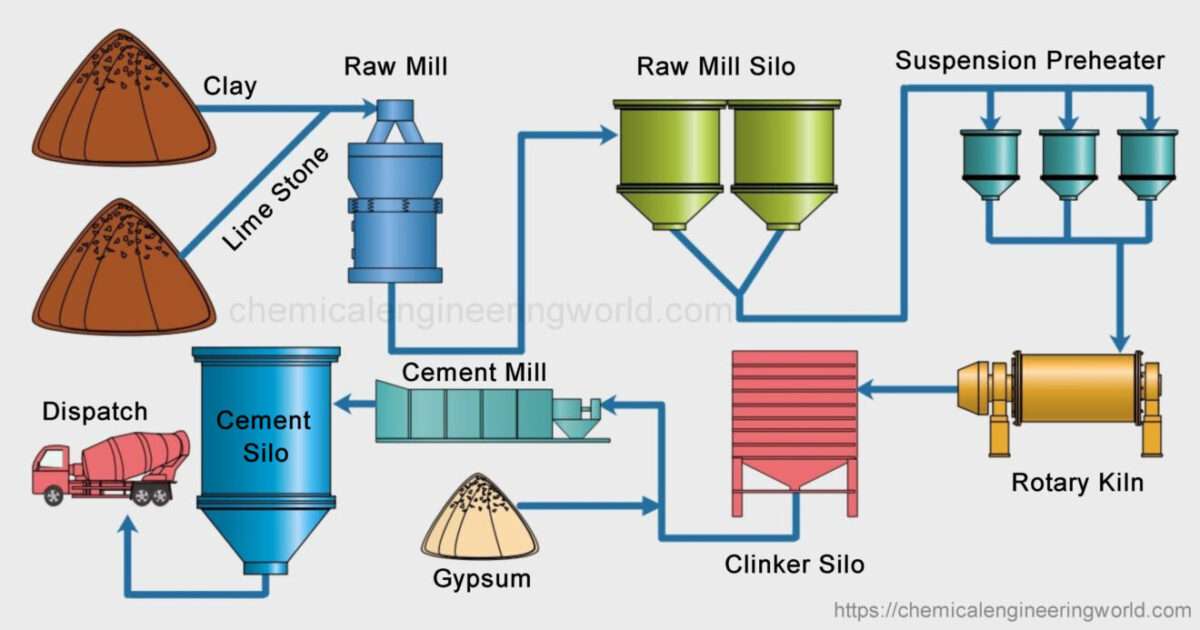 Clay
Raw Mill
Raw Mill Silo
Suspension Preheater
Lime Stone
chemicalengineeringworld.com
Cement Mill
Dispatch
Cement
Silo
Rotary Kiln
Gypsum
Clinker Silo
https://chemicalengineeringworld.com